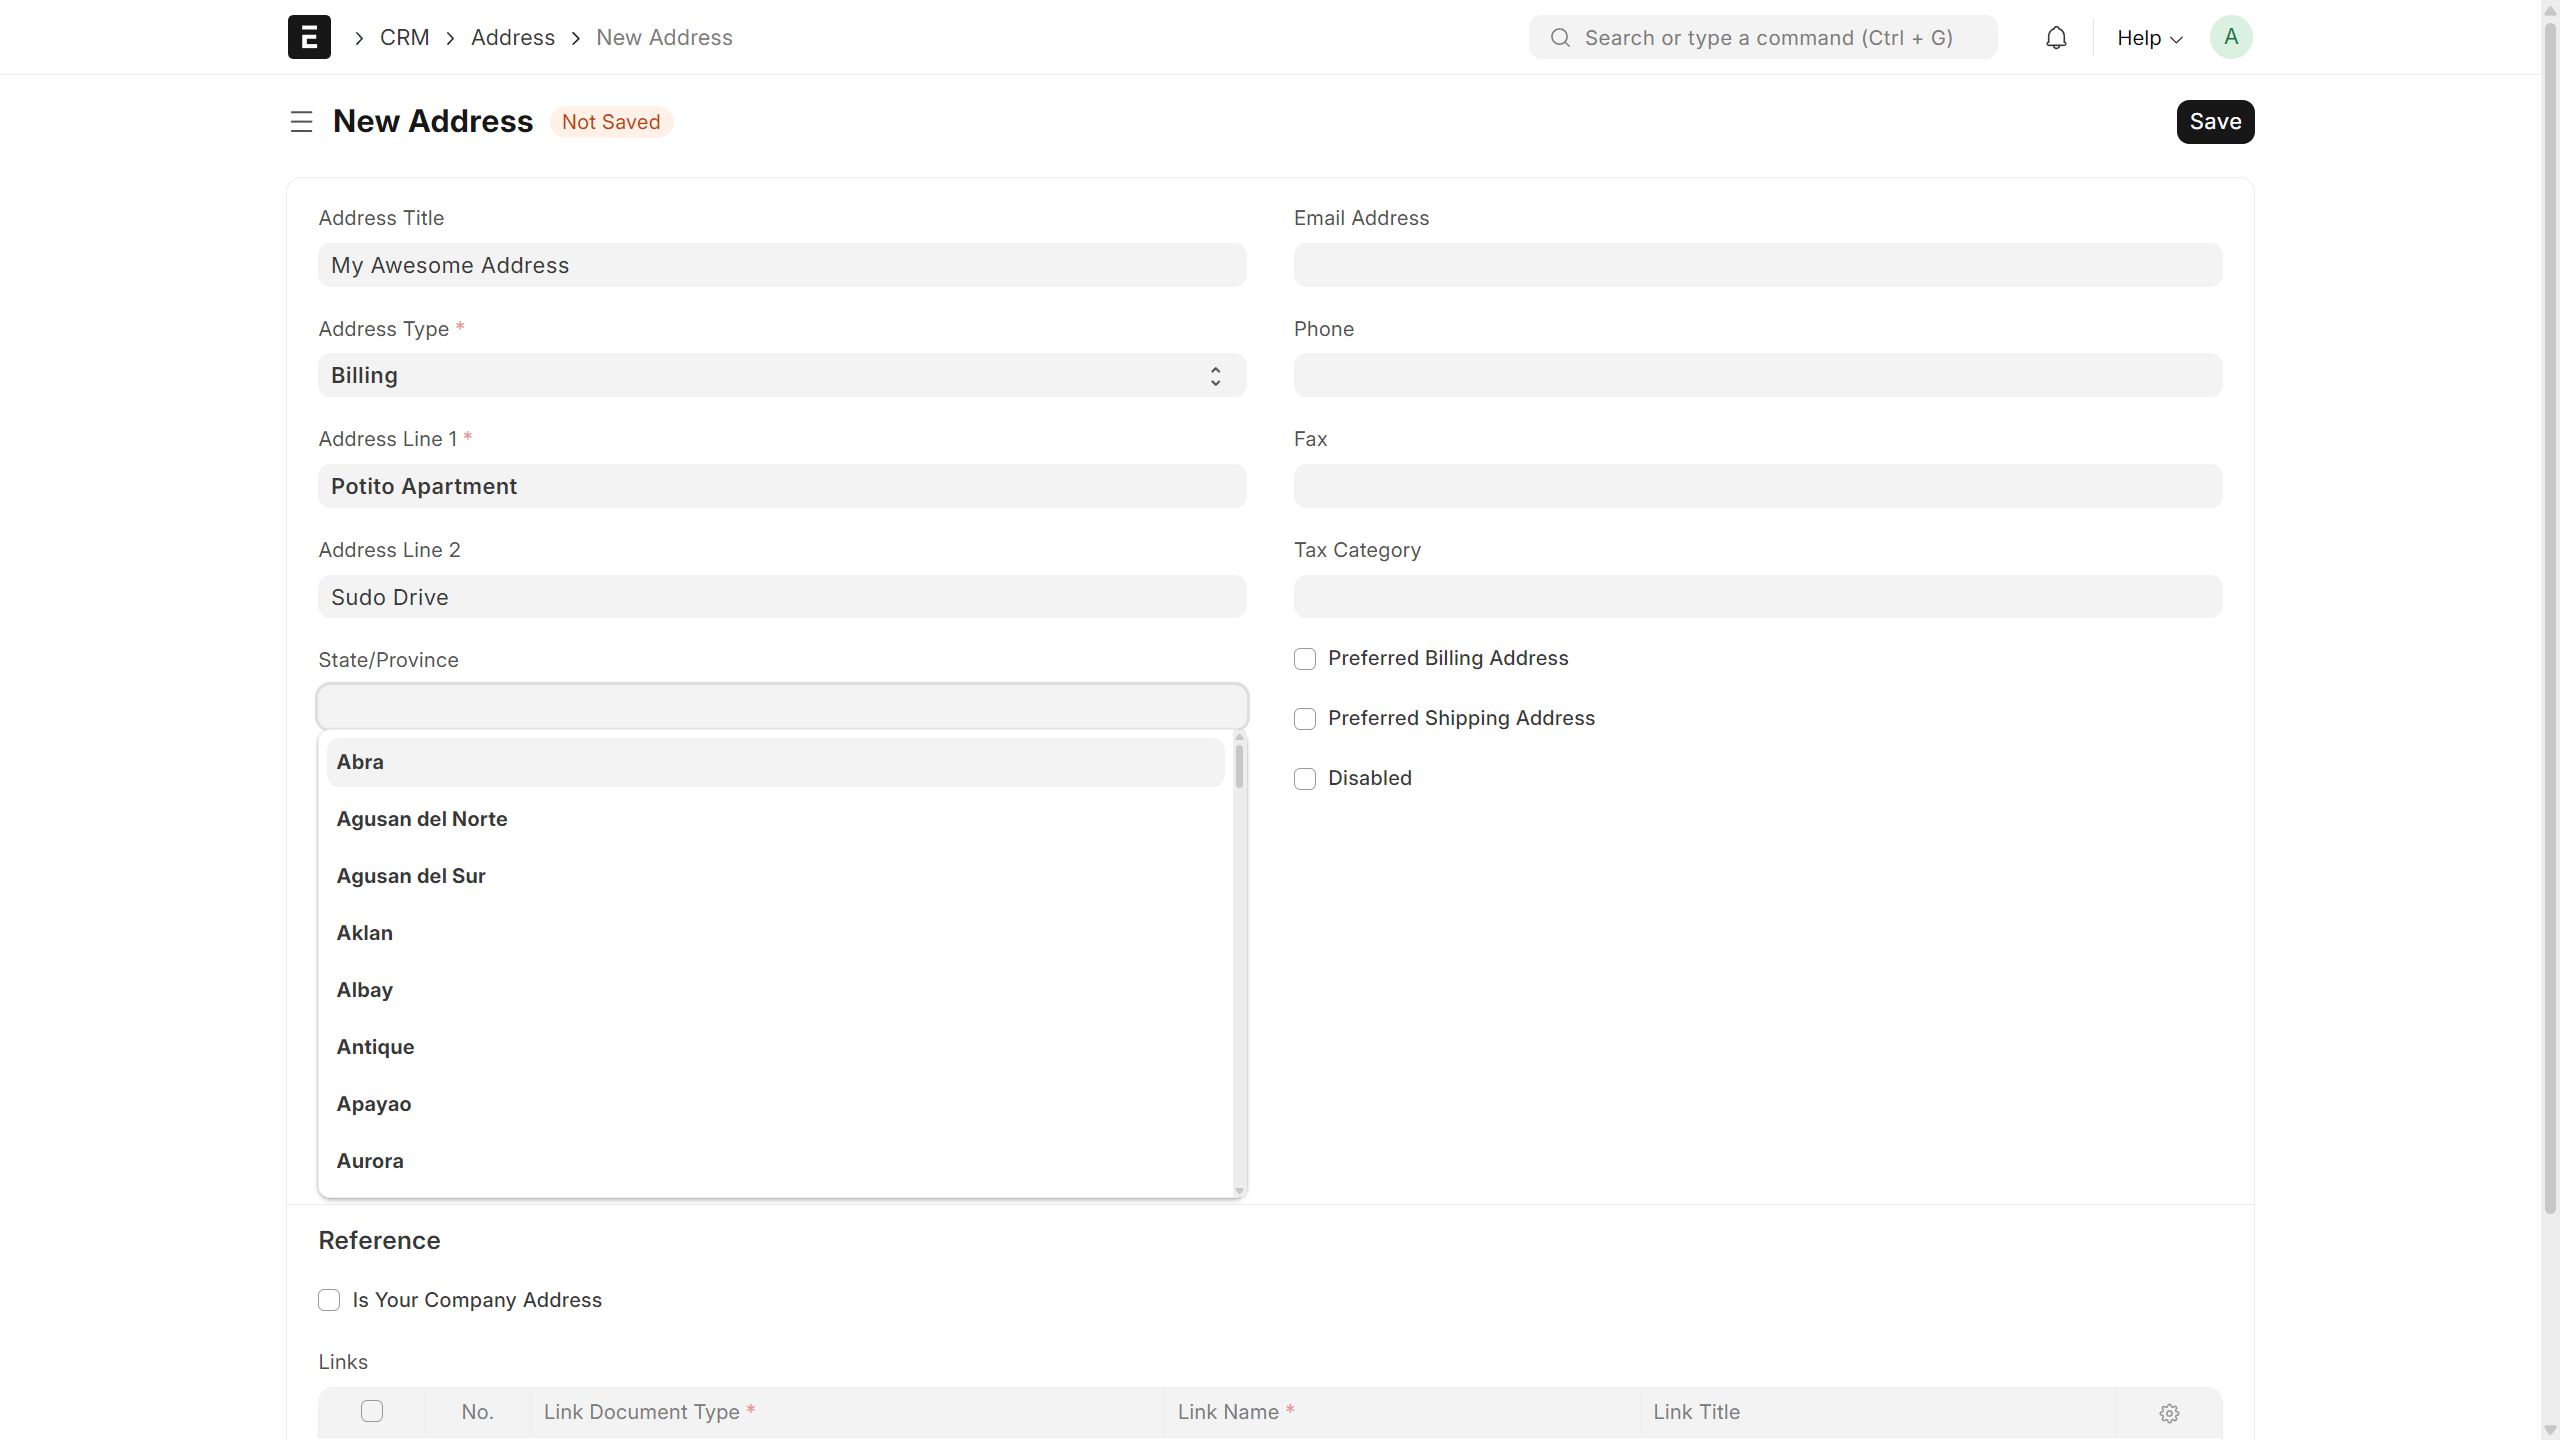 E
CRM
Address
New Address
Search or type a command (Ctrl + G)
Help
A
New Address
Not Saved
Save
Address Title
My Awesome Address
Address Type *
Billing
Address Line 1 *
Potito Apartment
Address Line 2
Sudo Drive
State/Province
Abra
Agusan del Norte
Agusan del Sur
Aklan
Albay
Antique
Apayao
Aurora
Email Address
Phone
Fax
Tax Category
Preferred Billing Address
Preferred Shipping Address
Disabled
Reference
Is Your Company Address
Links
No.
Link Document Type *
Link Name *
Link Title